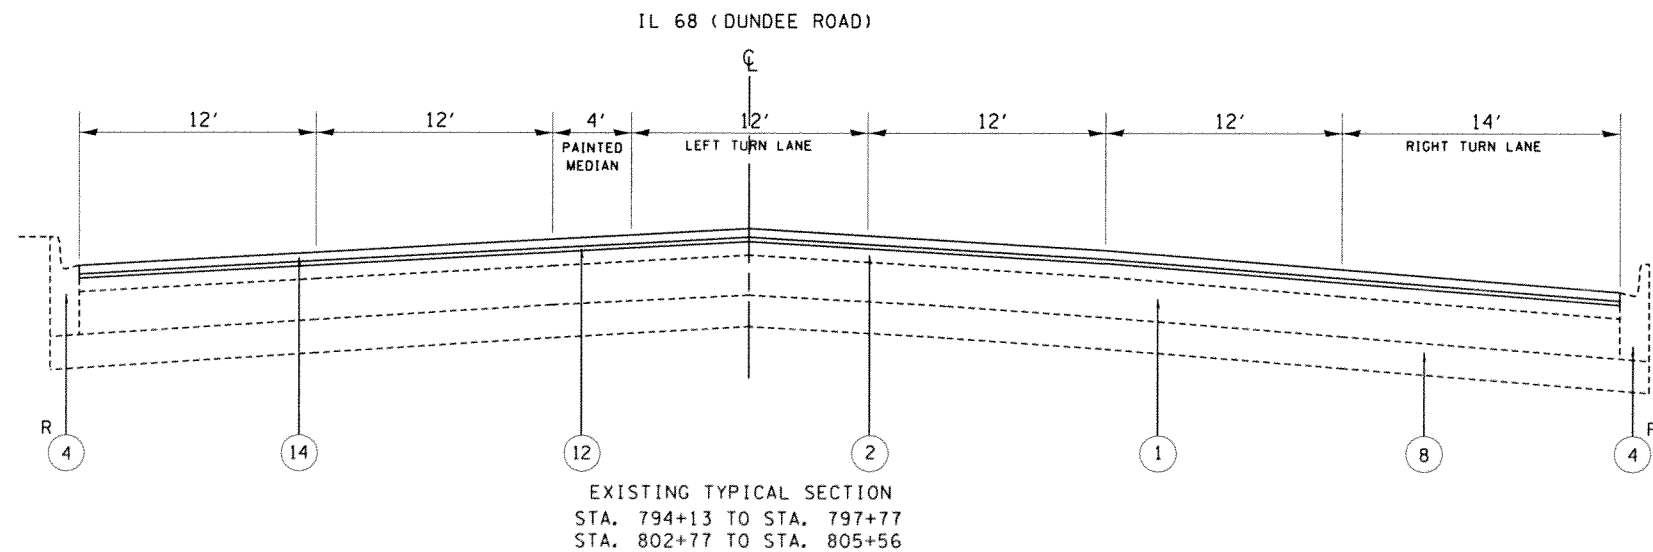 IL 68 (DUNDEE ROAD)
℄
12' 12' 4' 12' 12' 12' 14'
PAINTED MEDIAN LEFT TURN LANE RIGHT TURN LANE
R R
4 14 12 2 1 8 4
EXISTING TYPICAL SECTION
STA. 794+13 TO STA. 797+77
STA. 802+77 TO STA. 805+56